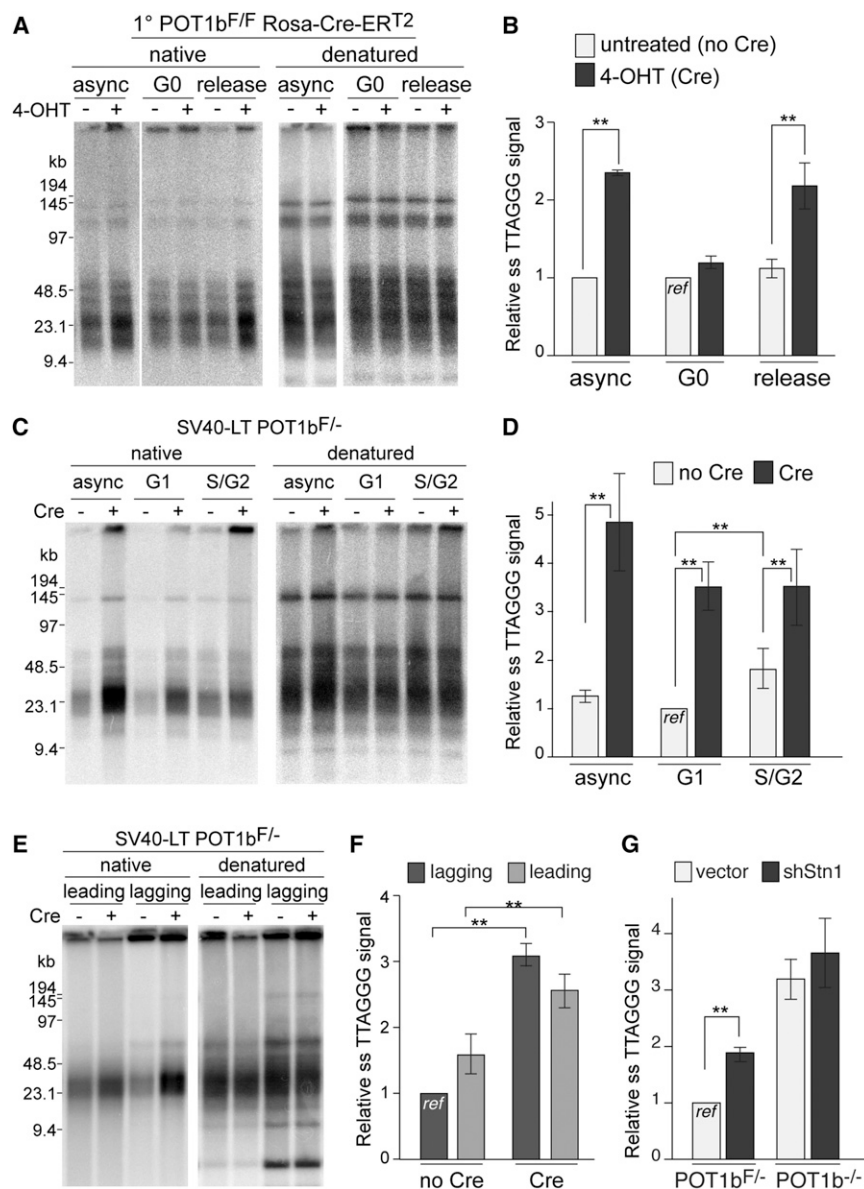 A
1° POT1bF/F Rosa-Cre-ERT2
native denatured
async G0 release async G0 release
4-OHT - + - + - + - + - + - +
kb
194
145
97
48.5
23.1
9.4
B
untreated (no Cre)
4-OHT (Cre)
Relative ss TTAGGG signal
3
2
1
0
**
**
ref
async G0 release
C
SV40-LT POT1bF/-
native denatured
async G1 S/G2 async G1 S/G2
Cre - + - + - + - + - + - +
kb
194
145
97
48.5
23.1
9.4
D
no Cre Cre
Relative ss TTAGGG signal
5
4
3
2
1
0
**
**
**
**
ref
async G1 S/G2
E
SV40-LT POT1bF/-
native denatured
leading lagging leading lagging
Cre - + - + - + - +
kb
194
145
97
48.5
23.1
9.4
F
lagging leading
Relative ss TTAGGG signal
4
3
2
1
0
**
**
ref
no Cre Cre
G
vector shStn1
Relative ss TTAGGG signal
5
4
3
2
1
0
**
ref
POT1bF/- POT1b-/-